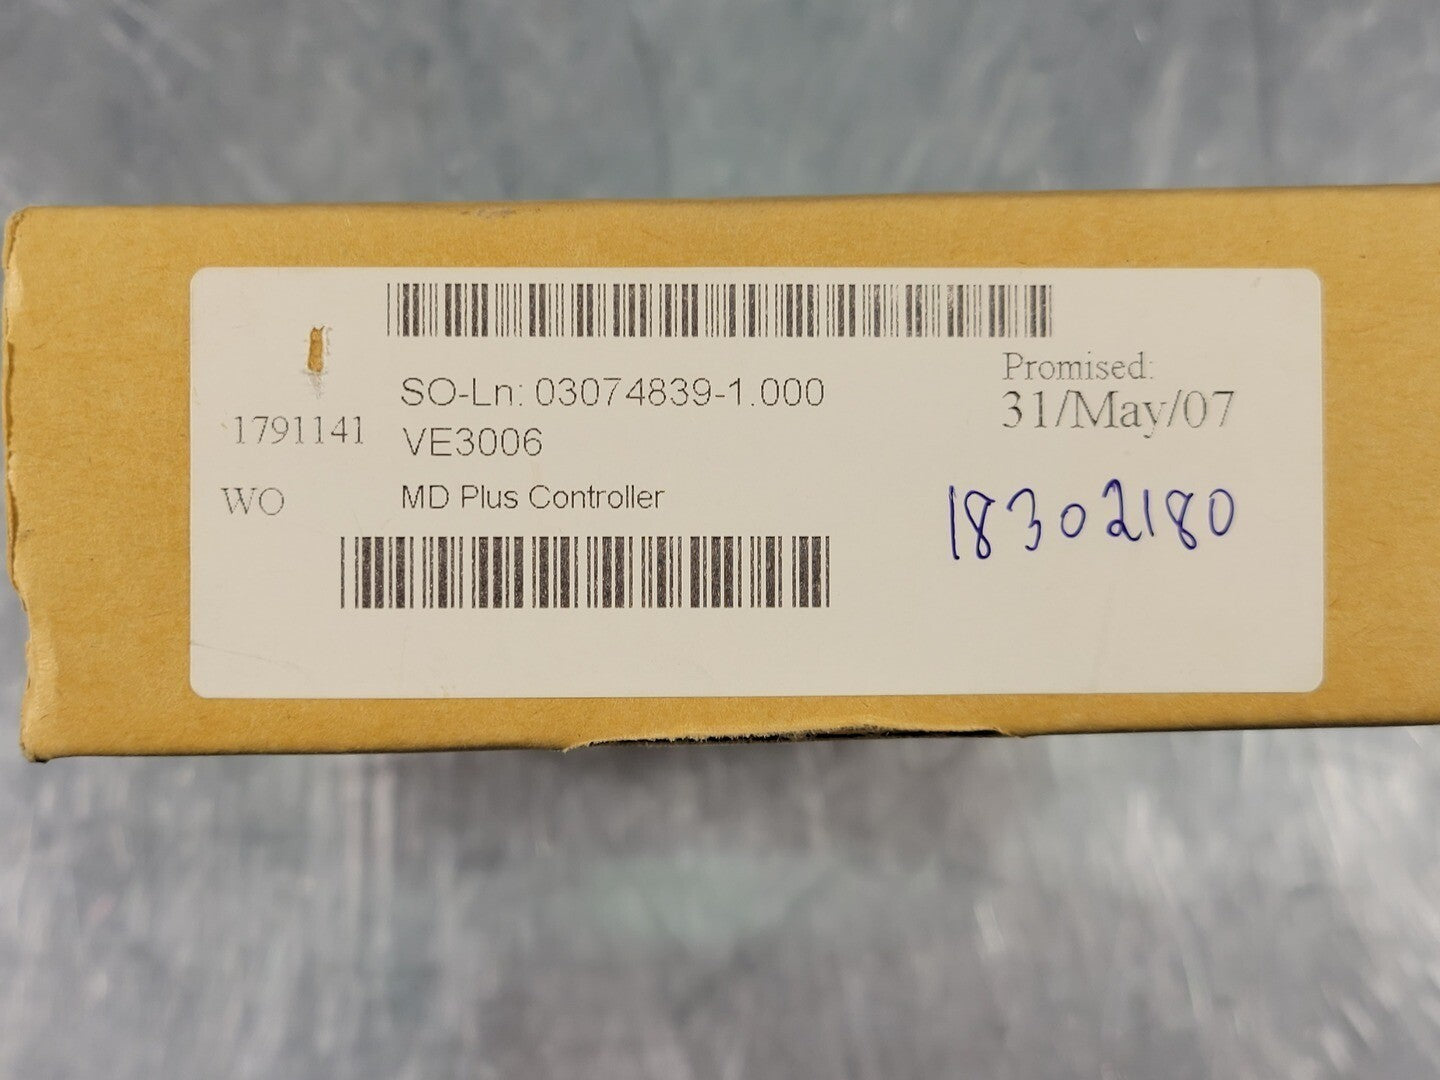 SO-Ln: 03074839-1.000
Promised:
31/May/07
1791141
VE3006
WO
MD Plus Controller
18302180